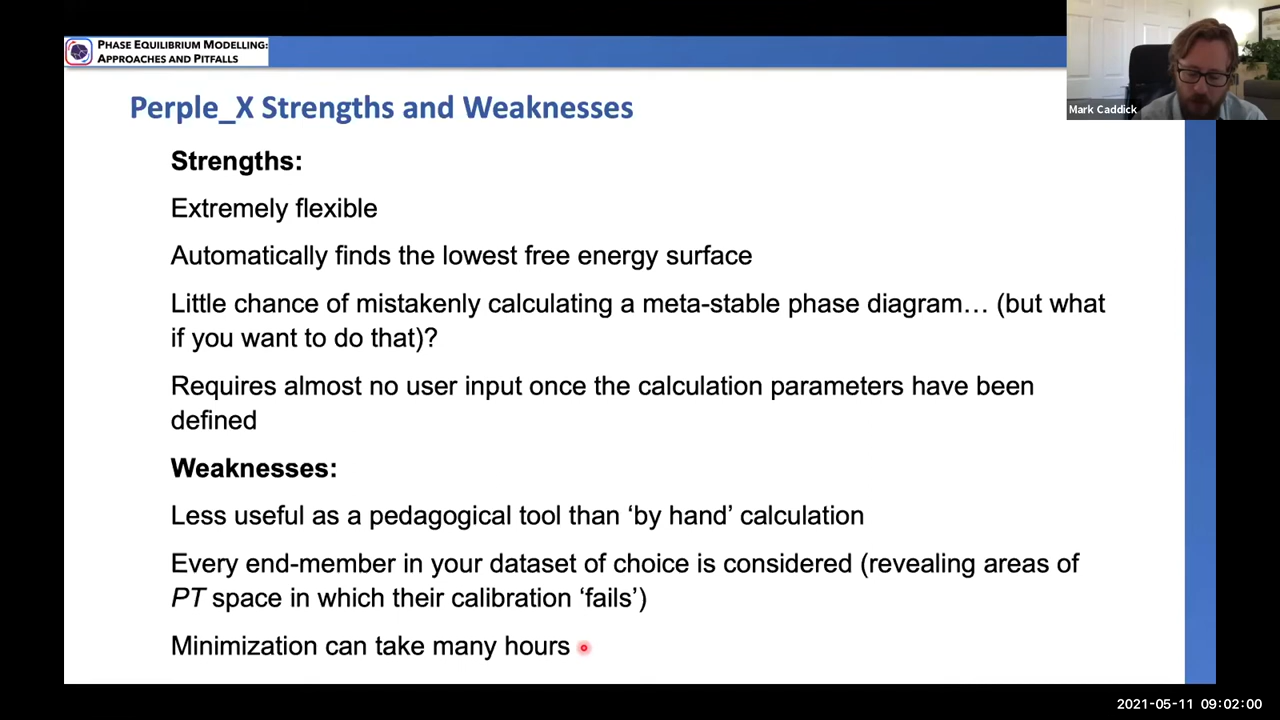 PHASE EQUILIBRIUM MODELLING:
APPROACHES AND PITFALLS
Mark Caddick
Perple_X Strengths and Weaknesses
Strengths:
Extremely flexible
Automatically finds the lowest free energy surface
Little chance of mistakenly calculating a meta-stable phase diagram… (but what
if you want to do that)?
Requires almost no user input once the calculation parameters have been
defined
Weaknesses:
Less useful as a pedagogical tool than ‘by hand’ calculation
Every end-member in your dataset of choice is considered (revealing areas of
PT space in which their calibration ‘fails’)
Minimization can take many hours
2021-05-11 09:02:00